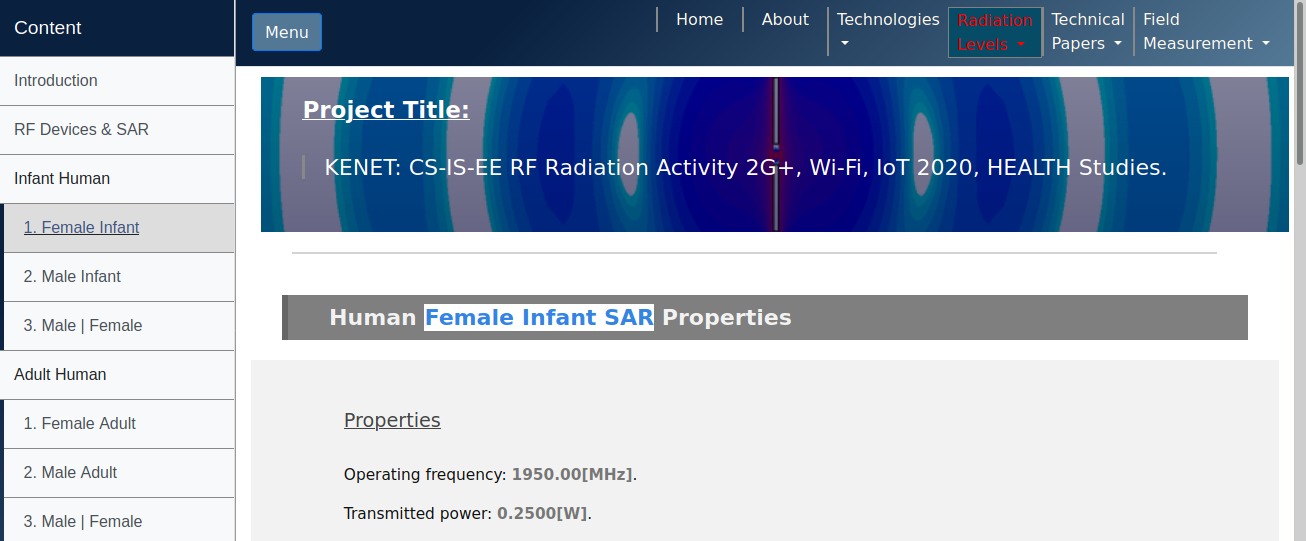 Content
Introduction
RF Devices & SAR
Infant Human
1. Female Infant
2. Male Infant
3. Male | Female
Adult Human
1. Female Adult
2. Male Adult
3. Male | Female
Menu
Home
About
Technologies
Radiation
Levels
Technical
Papers
Field
Measurement
Project Title:
KENET: CS-IS-EE RF Radiation Activity 2G+, Wi-Fi, IoT 2020, HEALTH Studies.
Human Female Infant SAR Properties
Properties
Operating frequency: 1950.00[MHz].
Transmitted power: 0.2500[W].